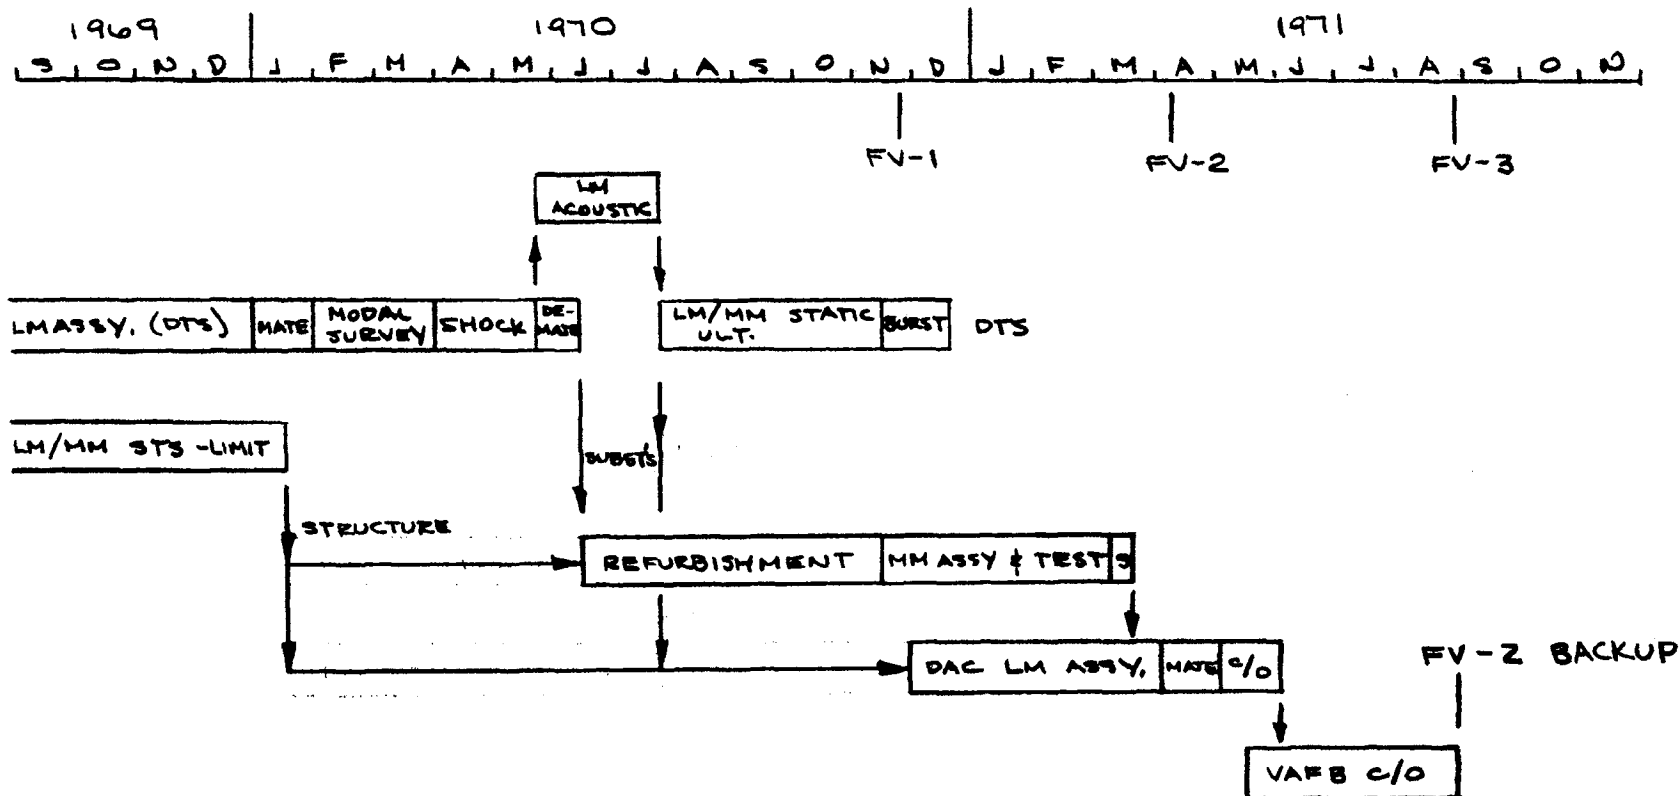 1969 1970 1971
S O N D J F M A M J J A S O N D J F M A M J J A S O N
FV-1 FV-2 FV-3
LM
ACOUSTIC
LM ASSY. (DTS)
MATE
MODAL
SURVEY
SHOCK
DE-
MATE
LM/MM STATIC
ULT.
BURST
DTS
LM/MM STS-LIMIT
SUBST'S
STRUCTURE
REFURBISHMENT
MM ASSY & TEST
S
DAC LM ASSY.
MATE
C/O
FV-2 BACKUP
VAFB C/O